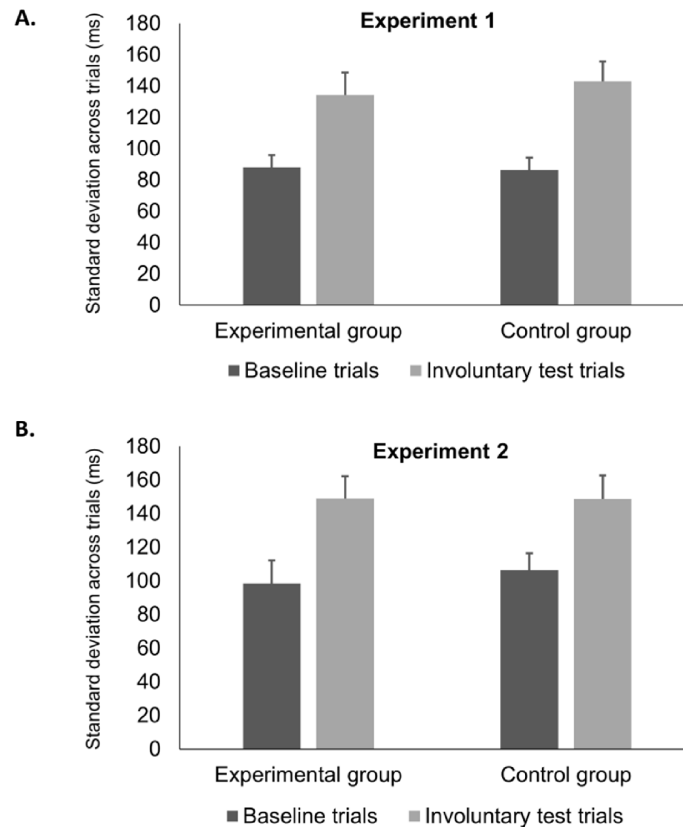 A.
Experiment 1
Standard deviation across trials (ms)
180
160
140
120
100
80
60
40
20
0
Experimental group Control group
Baseline trials Involuntary test trials
B.
Experiment 2
Standard deviation across trials (ms)
180
160
140
120
100
80
60
40
20
0
Experimental group Control group
Baseline trials Involuntary test trials